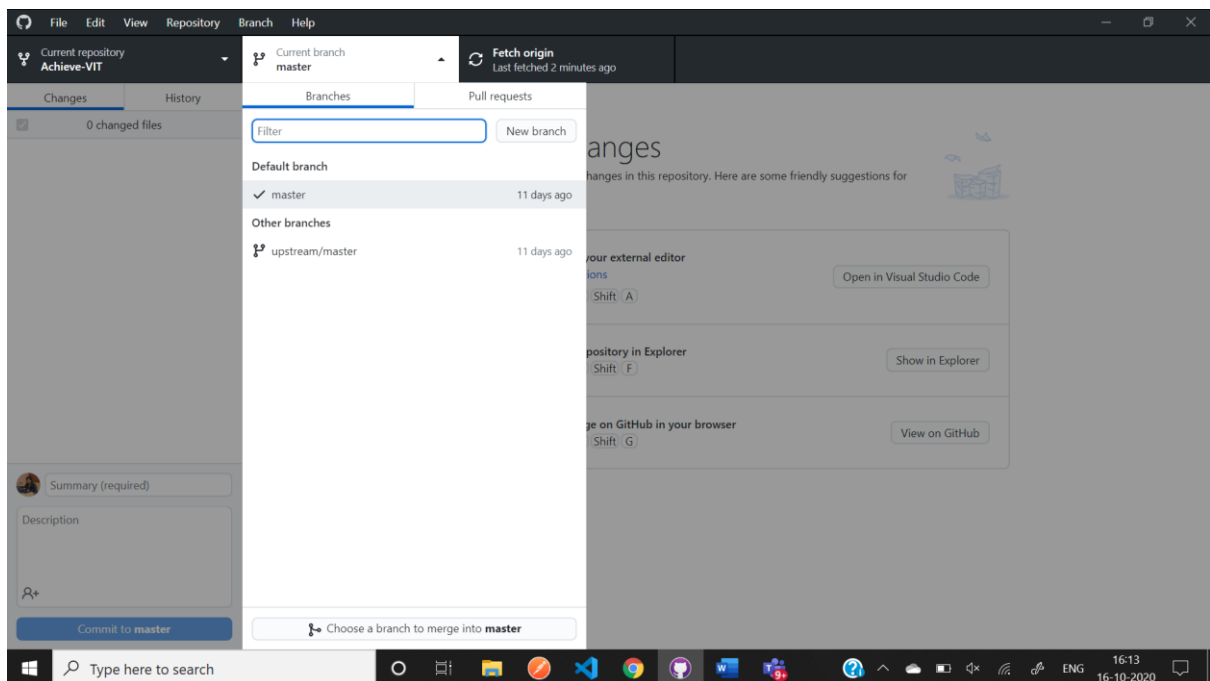 File Edit View Repository Branch Help
Current repository
Achieve-VIT
Current branch
master
Fetch origin
Last fetched 2 minutes ago
Changes History
0 changed files
Branches Pull requests
Filter
New branch
Default branch
master 11 days ago
Other branches
upstream/master 11 days ago
anges
hanges in this repository. Here are some friendly suggestions for
your external editor
ions
Shift A
Open in Visual Studio Code
pository in Explorer
Shift F
Show in Explorer
ge on GitHub in your browser
Shift G
View on GitHub
Summary (required)
Description
Commit to master
Choose a branch to merge into master
Type here to search
W
9+
ENG
16:13
16-10-2020